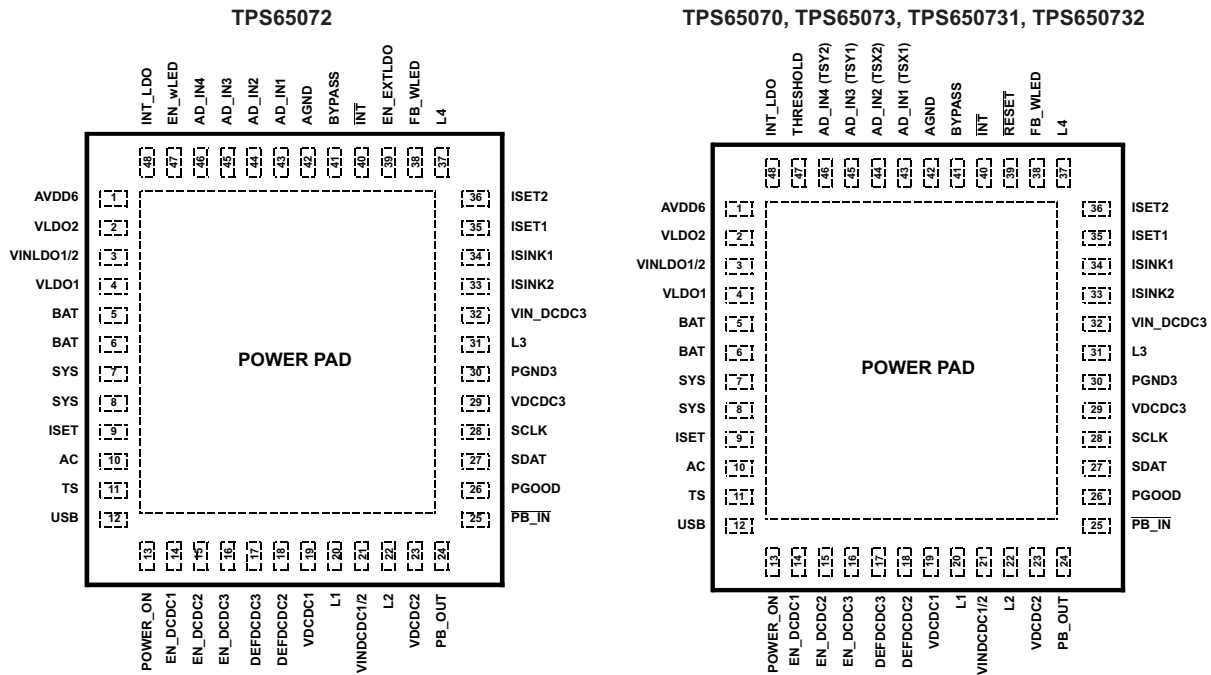 TPS65072
INT_LDO
EN_wLED
AD_IN4
AD_IN3
AD_IN2
AD_IN1
AGND
BYPASS
INT
EN_EXTLDO
FB_WLED
L4
48
47
46
45
44
43
42
41
40
39
38
37
AVDD6 1
VLDO2 2
VINLDO1/2 3
VLDO1 4
BAT 5
BAT 6
SYS 7
SYS 8
ISET 9
AC 10
TS 11
USB 12
POWER PAD
36 ISET2
35 ISET1
34 ISINK1
33 ISINK2
32 VIN_DCDC3
31 L3
30 PGND3
29 VDCDC3
28 SCLK
27 SDAT
26 PGOOD
25 PB_IN
13
14
15
16
17
18
19
20
21
22
23
24
POWER_ON
EN_DCDC1
EN_DCDC2
EN_DCDC3
DEFDCDC3
DEFDCDC2
VDCDC1
L1
VINDCDC1/2
L2
VDCDC2
PB_OUT
TPS65070, TPS65073, TPS650731, TPS650732
INT_LDO
THRESHOLD
AD_IN4 (TSY2)
AD_IN3 (TSY1)
AD_IN2 (TSX2)
AD_IN1 (TSX1)
AGND
BYPASS
INT
RESET
FB_WLED
L4
48
47
46
45
44
43
42
41
40
39
38
37
AVDD6 1
VLDO2 2
VINLDO1/2 3
VLDO1 4
BAT 5
BAT 6
SYS 7
SYS 8
ISET 9
AC 10
TS 11
USB 12
POWER PAD
36 ISET2
35 ISET1
34 ISINK1
33 ISINK2
32 VIN_DCDC3
31 L3
30 PGND3
29 VDCDC3
28 SCLK
27 SDAT
26 PGOOD
25 PB_IN
13
14
15
16
17
18
19
20
21
22
23
24
POWER_ON
EN_DCDC1
EN_DCDC2
EN_DCDC3
DEFDCDC3
DEFDCDC2
VDCDC1
L1
VINDCDC1/2
L2
VDCDC2
PB_OUT